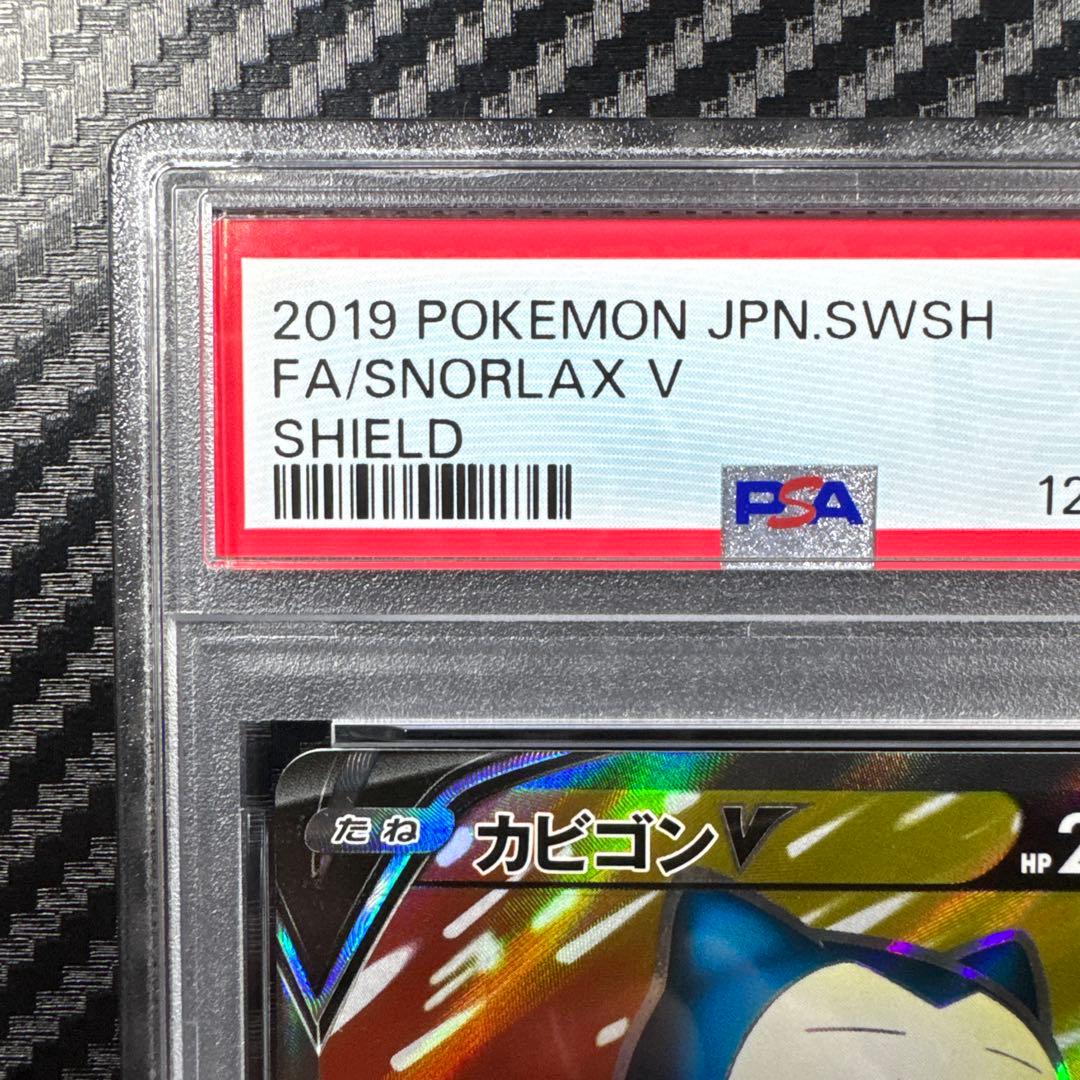 2019 POKEMON JPN.SWSH
FA/SNORLAX V
SHIELD
PSA
12
たね カビゴンV HP 2